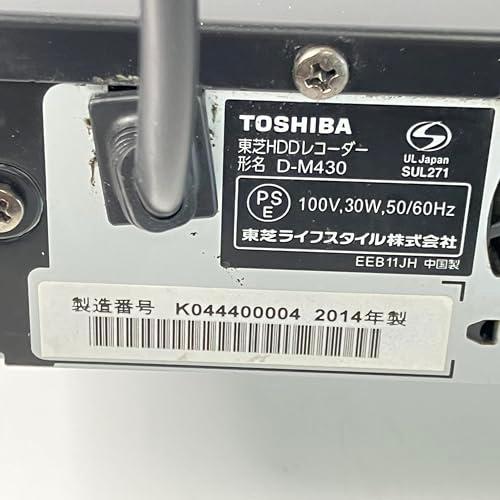 TOSHIBA
東芝HDDレコーダー
形名 D-M430
UL Japan
SUL271
PS
E
100V,30W,50/60Hz
東芝ライフスタイル株式会社
EEB11JH 中国製
製造番号 K044400004 2014年製